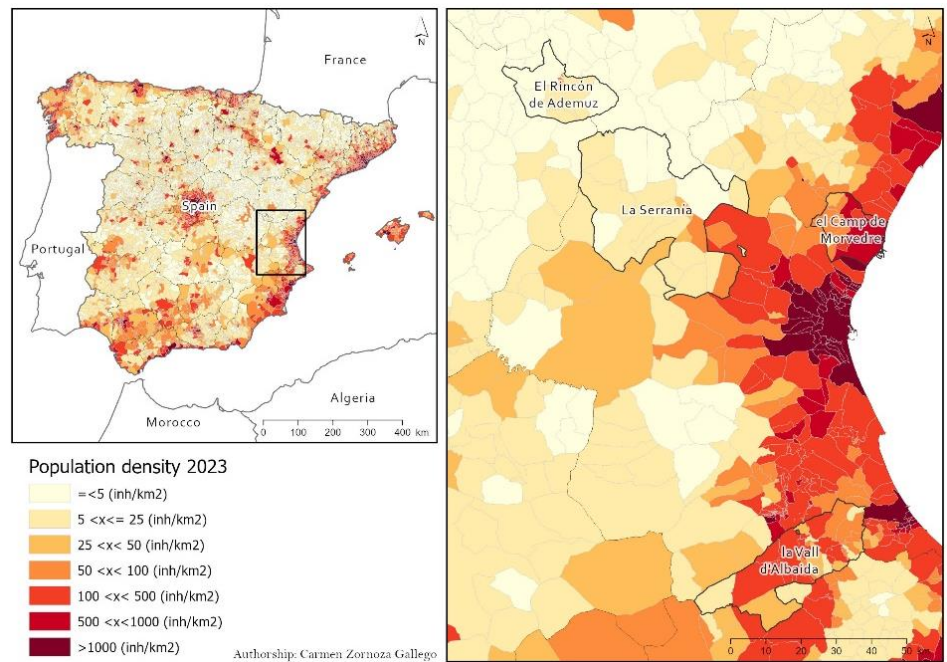 N
France
Spain
Portugal
Algeria
Morocco
0 100 200 400 km
Population density 2023
=<5 (inh/km2)
5 <x<= 25 (inh/km2)
25 <x< 50 (inh/km2)
50 <x< 100 (inh/km2)
100 <x< 500 (inh/km2)
500 <x<1000 (inh/km2)
>1000 (inh/km2)
Authorship: Carmen Zornoza Gallego
N
El Rincón
de Ademuz
La Serranía
el Camp de
Morvedre
la Vall
d'Albaida
0 10 20 30 50 km